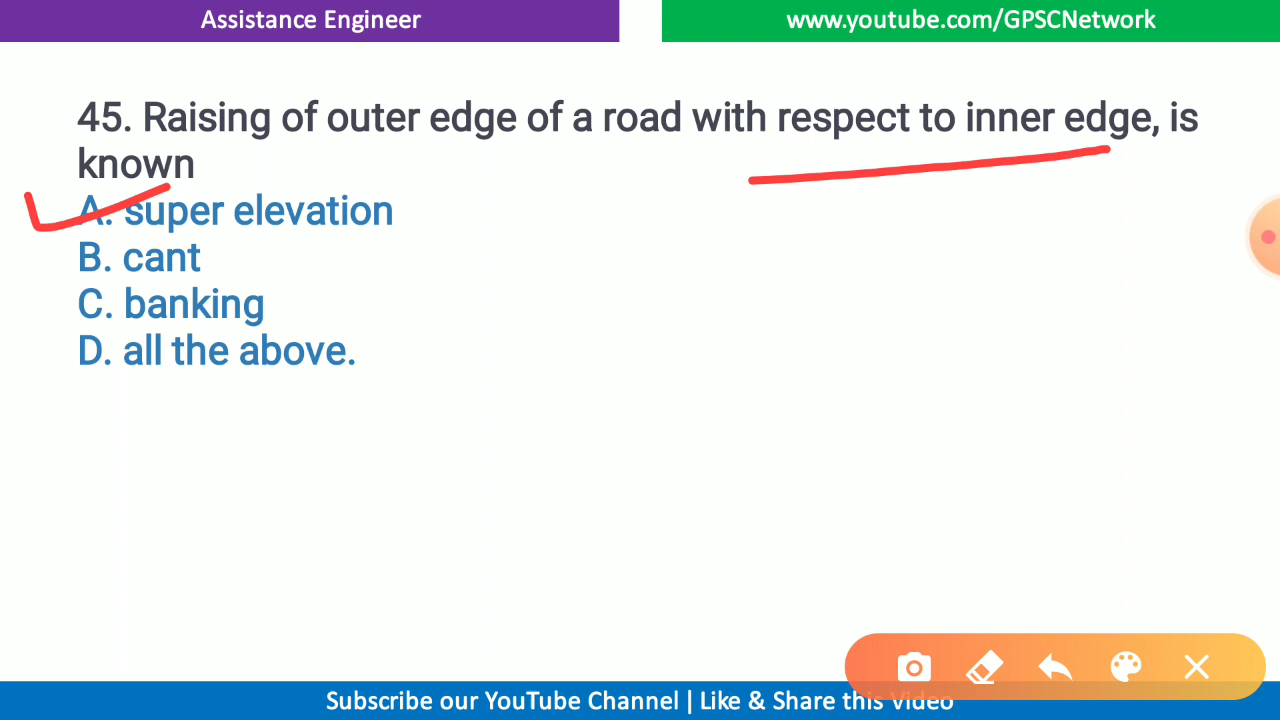 Assistance Engineer
www.youtube.com/GPSCNetwork
45. Raising of outer edge of a road with respect to inner edge, is
known
A. super elevation
B. cant
C. banking
D. all the above.
Subscribe our YouTube Channel | Like & Share this Video